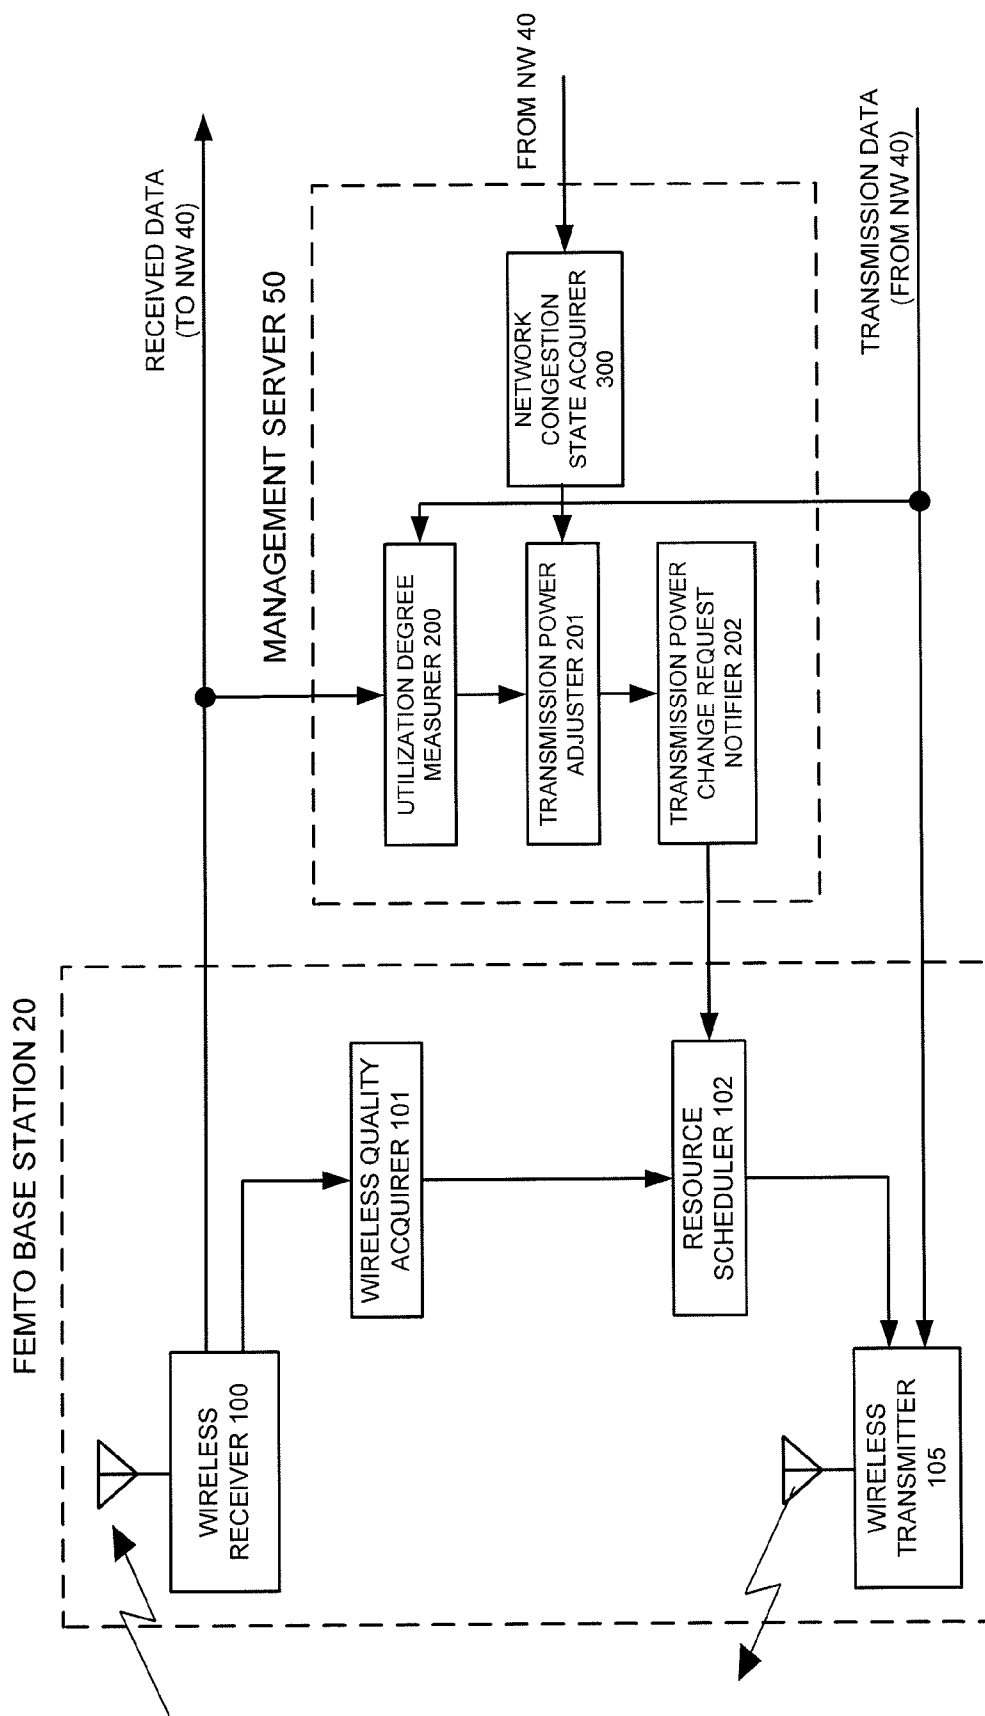 FEMTO BASE STATION 20
WIRELESS
RECEIVER 100
WIRELESS QUALITY
ACQUIRER 101
RESOURCE
SCHEDULER 102
WIRELESS
TRANSMITTER
105
MANAGEMENT SERVER 50
UTILIZATION DEGREE
MEASURER 200
TRANSMISSION POWER
ADJUSTER 201
TRANSMISSION POWER
CHANGE REQUEST
NOTIFIER 202
NETWORK
CONGESTION
STATE ACQUIRER
300
RECEIVED DATA
(TO NW 40)
FROM NW 40
TRANSMISSION DATA
(FROM NW 40)